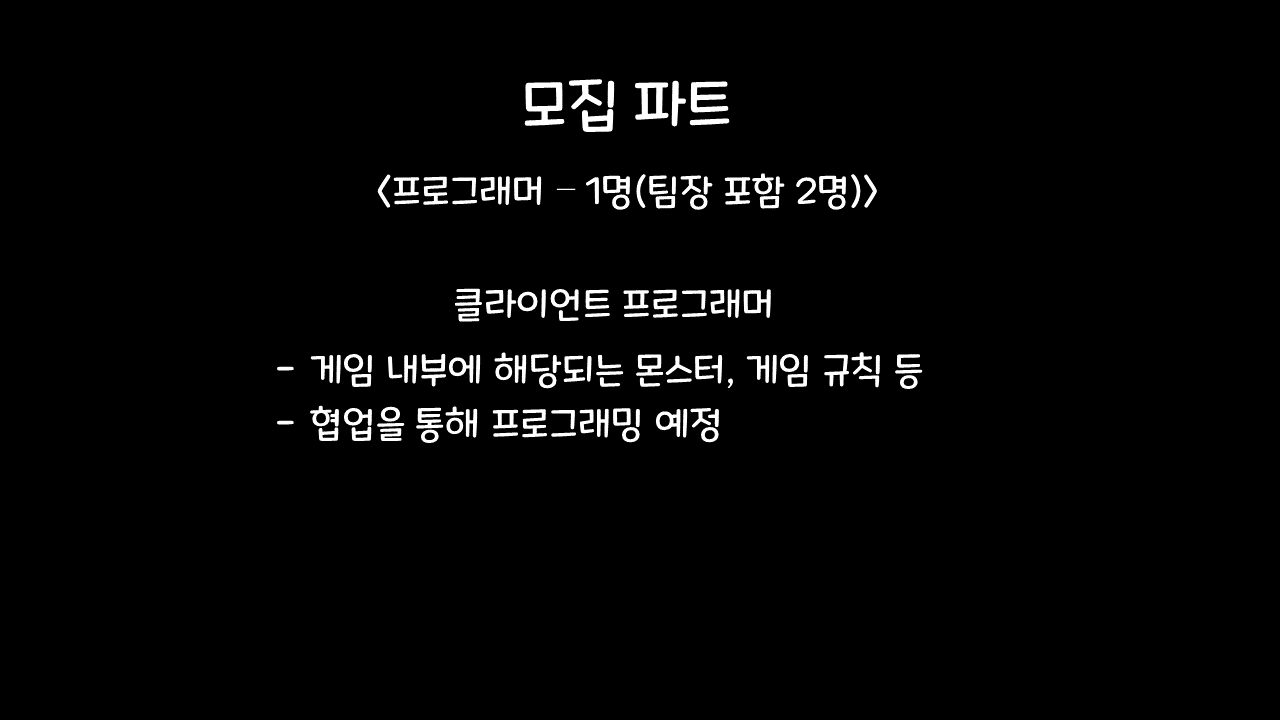 모집 파트
<프로그래머 – 1명(팀장 포함 2명)>
클라이언트 프로그래머
- 게임 내부에 해당되는 몬스터, 게임 규칙 등
- 협업을 통해 프로그래밍 예정